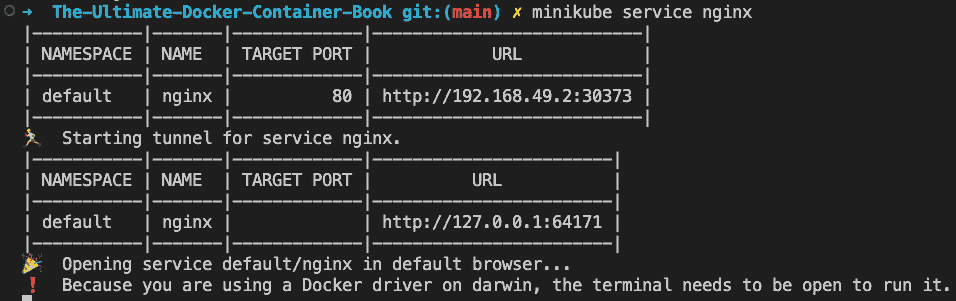 ➜ The-Ultimate-Docker-Container-Book git:(main) ✗ minikube service nginx
|-----------|-------|-------------|---------------------------|
| NAMESPACE | NAME  | TARGET PORT |            URL            |
|-----------|-------|-------------|---------------------------|
| default   | nginx |          80 | http://192.168.49.2:30373 |
|-----------|-------|-------------|---------------------------|
🏃  Starting tunnel for service nginx.
|-----------|-------|-------------|------------------------|
| NAMESPACE | NAME  | TARGET PORT |          URL           |
|-----------|-------|-------------|------------------------|
| default   | nginx |             | http://127.0.0.1:64171 |
|-----------|-------|-------------|------------------------|
🎉  Opening service default/nginx in default browser...
❗  Because you are using a Docker driver on darwin, the terminal needs to be open to run it.